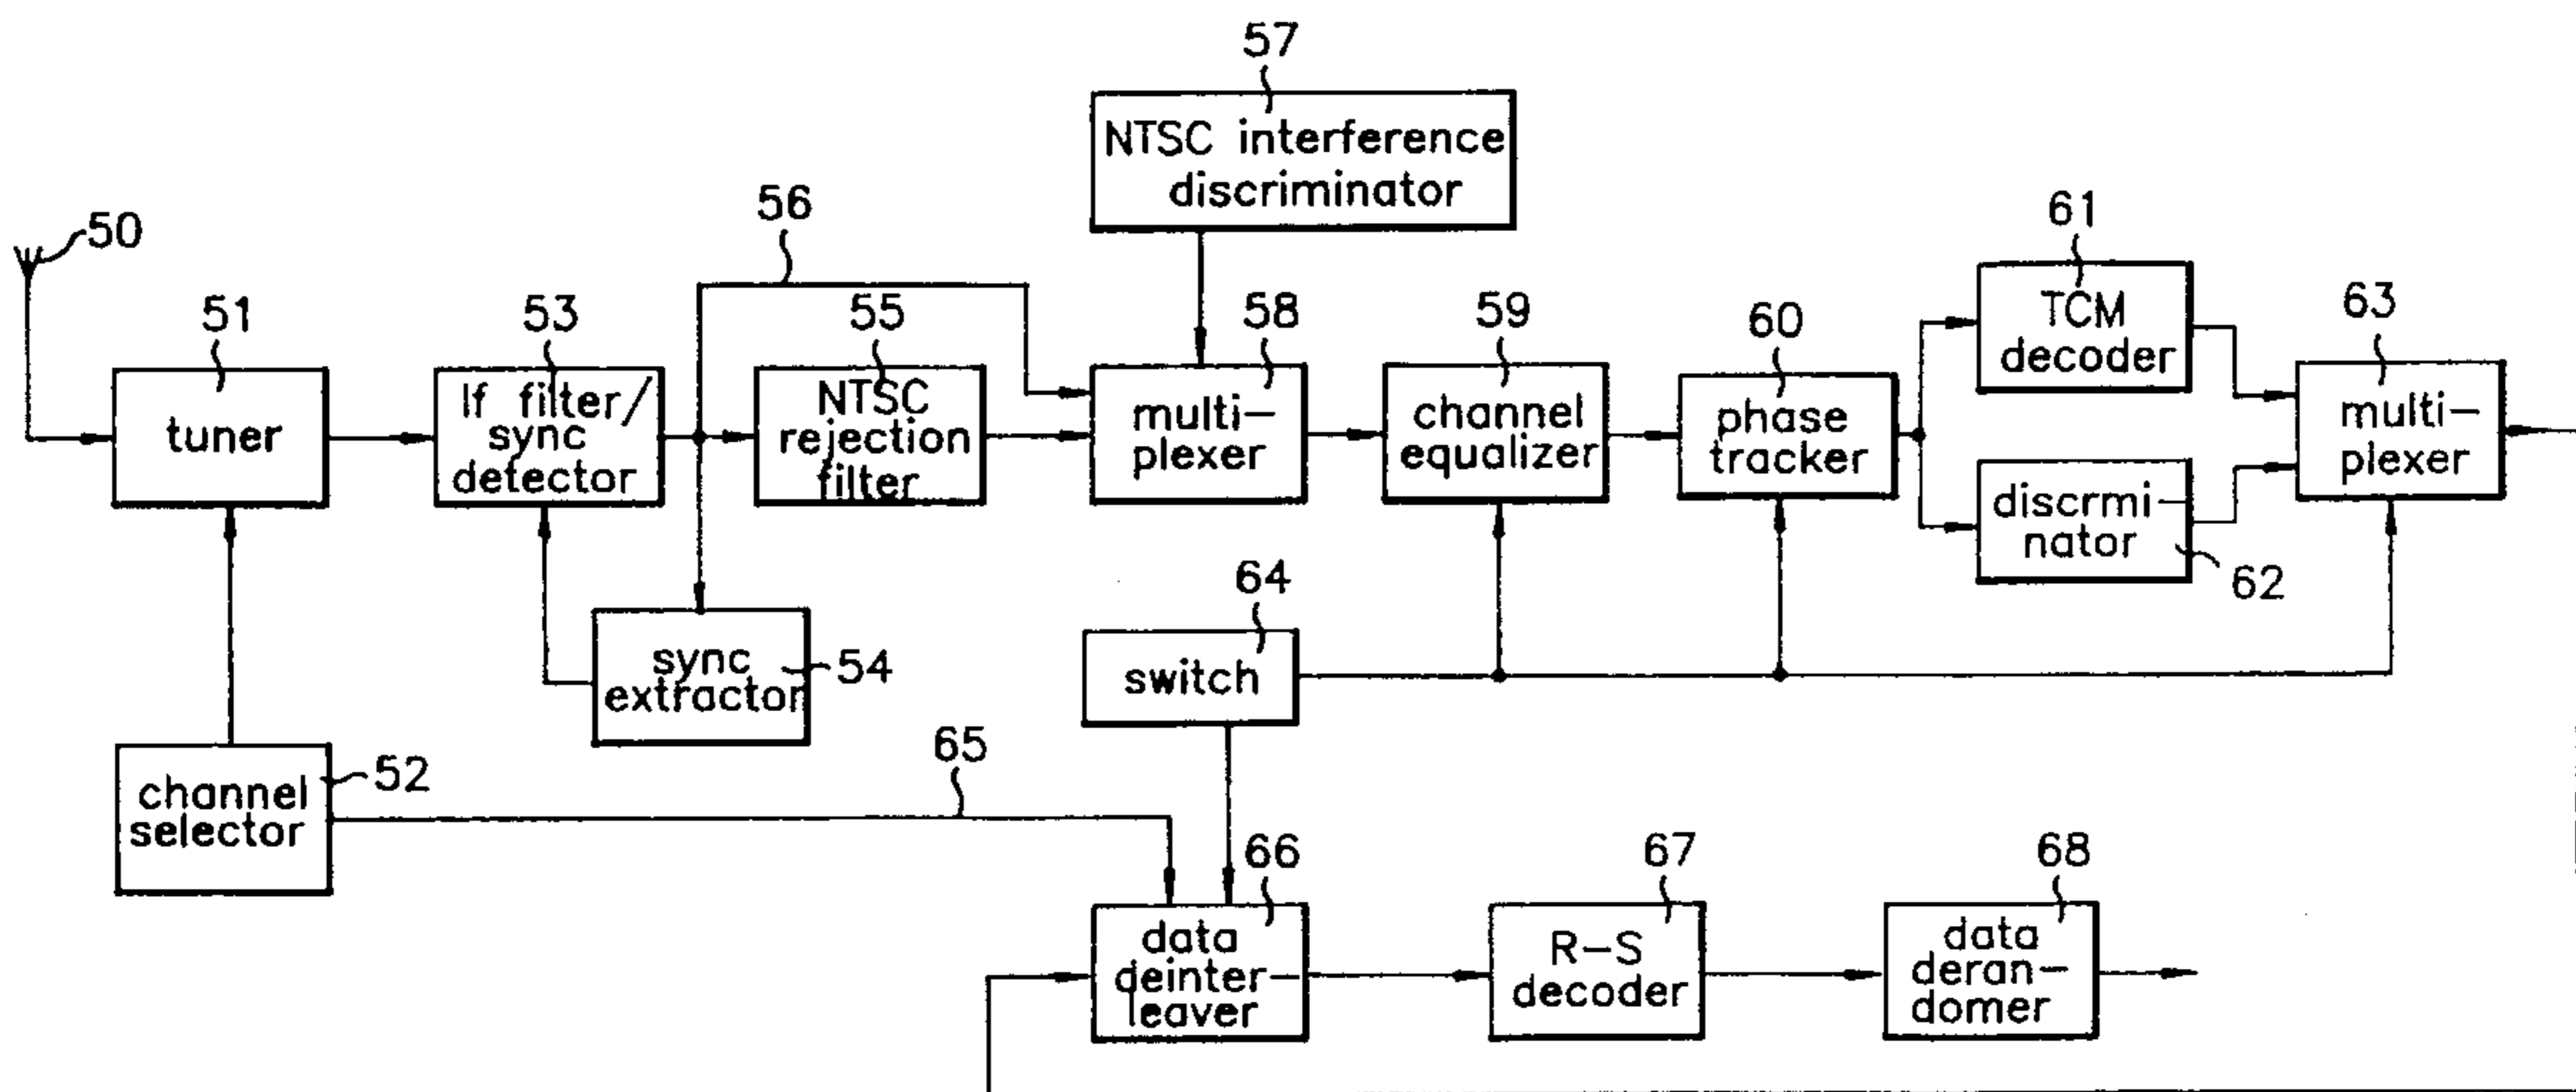 57
NTSC interference
discriminator
50
56
61
TCM
decoder
51
tuner
53
If filter/
sync
detector
55
NTSC
rejection
filter
58
multi-
plexer
59
channel
equalizer
60
phase
tracker
63
multi-
plexer
discrmi-
nator
62
64
switch
sync
extractor
54
65
channel
selector
52
66
data
deinter-
leaver
67
R-S
decoder
68
data
deran-
domer